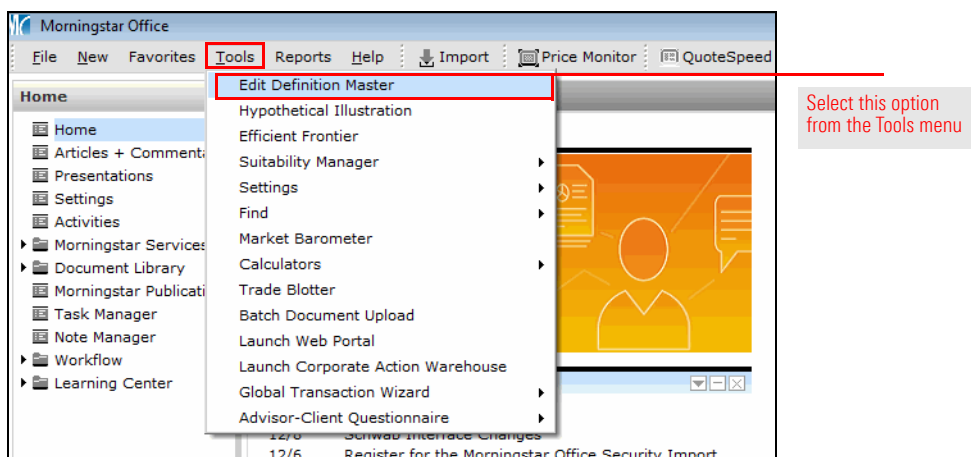 Morningstar Office
File New Favorites Tools Reports Help Import Price Monitor QuoteSpeed
Home
Home
Articles +
Presentations
Settings
Activities
Morningstar Services
Document Library
Morningstar
Task Manager
Note Manager
Workflow
Learning Center
Edit Definition Master
Hypothetical Illustration
Efficient Frontier
Suitability Manager
Settings
Find
Market Barometer
Calculators
Trade Blotter
Batch Document Upload
Launch Web Portal
Launch Corporate Action Warehouse
Global Transaction Wizard
Advisor-Client Questionnaire
Select this option
from the Tools menu
12/8 Schwab Interface Changes
12/6 Register for the Morningstar Office Security Import